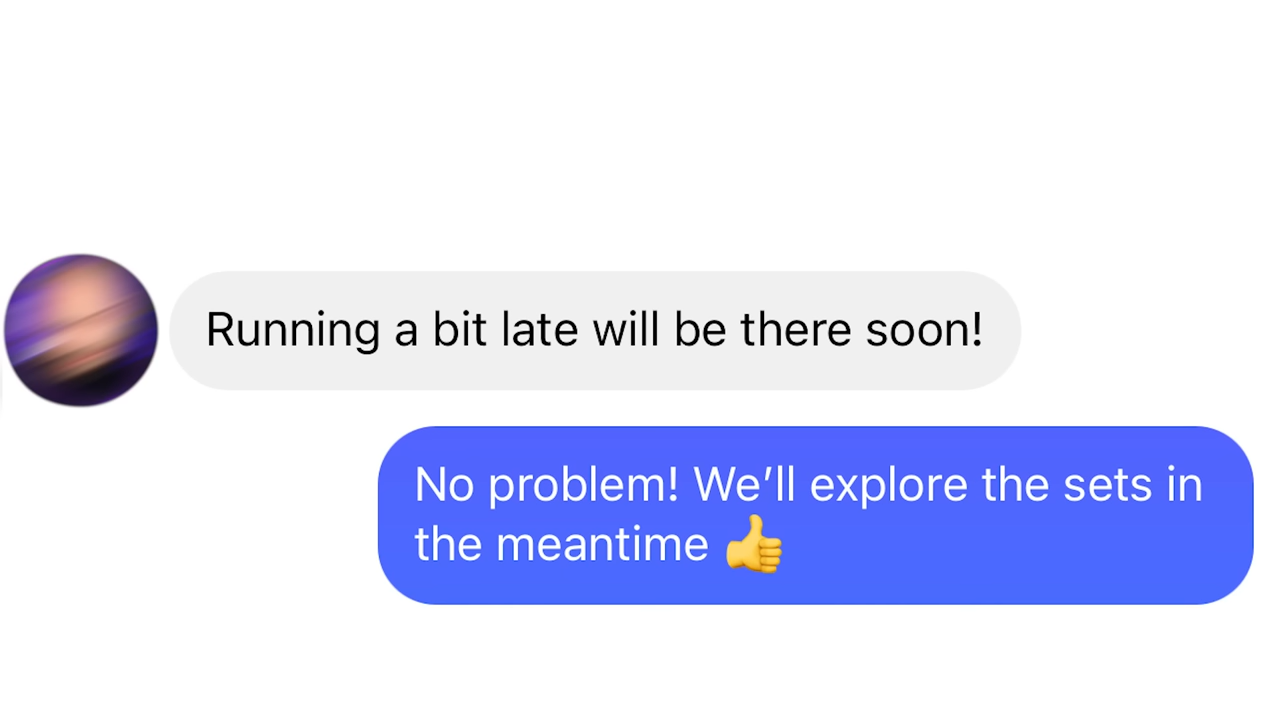 Running a bit late will be there soon!
No problem! We’ll explore the sets in
the meantime 👍